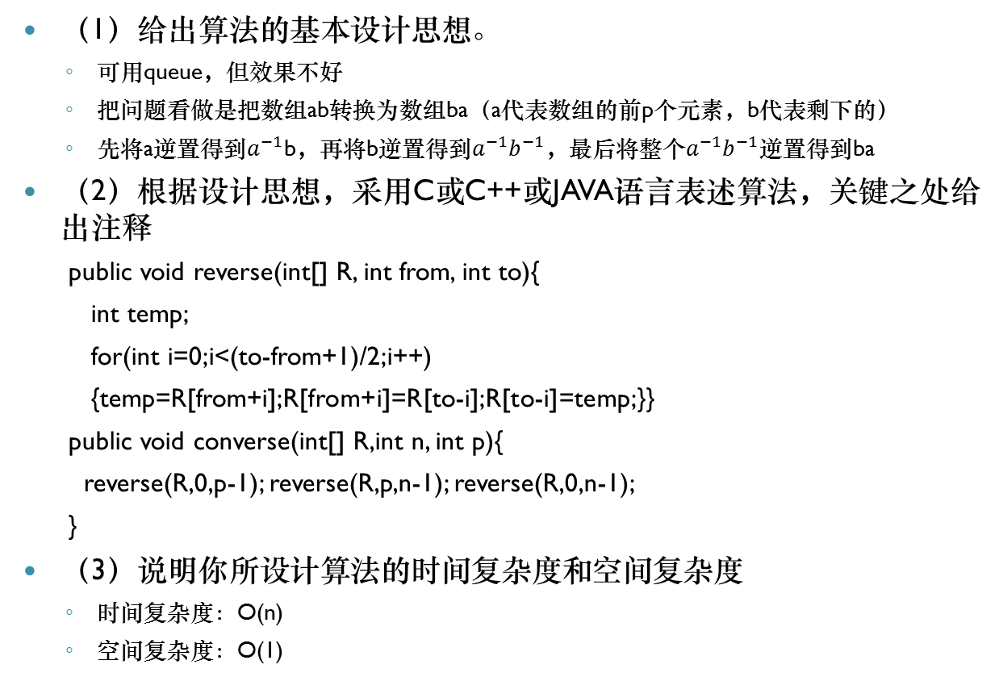 • （1）给出算法的基本设计思想。
◦ 可用queue，但效果不好
◦ 把问题看做是把数组ab转换为数组ba（a代表数组的前p个元素，b代表剩下的）
◦ 先将a逆置得到a⁻¹b，再将b逆置得到a⁻¹b⁻¹，最后将整个a⁻¹b⁻¹逆置得到ba
• （2）根据设计思想，采用C或C++或JAVA语言表述算法，关键之处给
出注释
public void reverse(int[] R, int from, int to){
int temp;
for(int i=0;i<(to-from+1)/2;i++)
{temp=R[from+i];R[from+i]=R[to-i];R[to-i]=temp;}}
public void converse(int[] R,int n, int p){
reverse(R,0,p-1); reverse(R,p,n-1); reverse(R,0,n-1);
}
• （3）说明你所设计算法的时间复杂度和空间复杂度
◦ 时间复杂度：O(n)
◦ 空间复杂度：O(1)